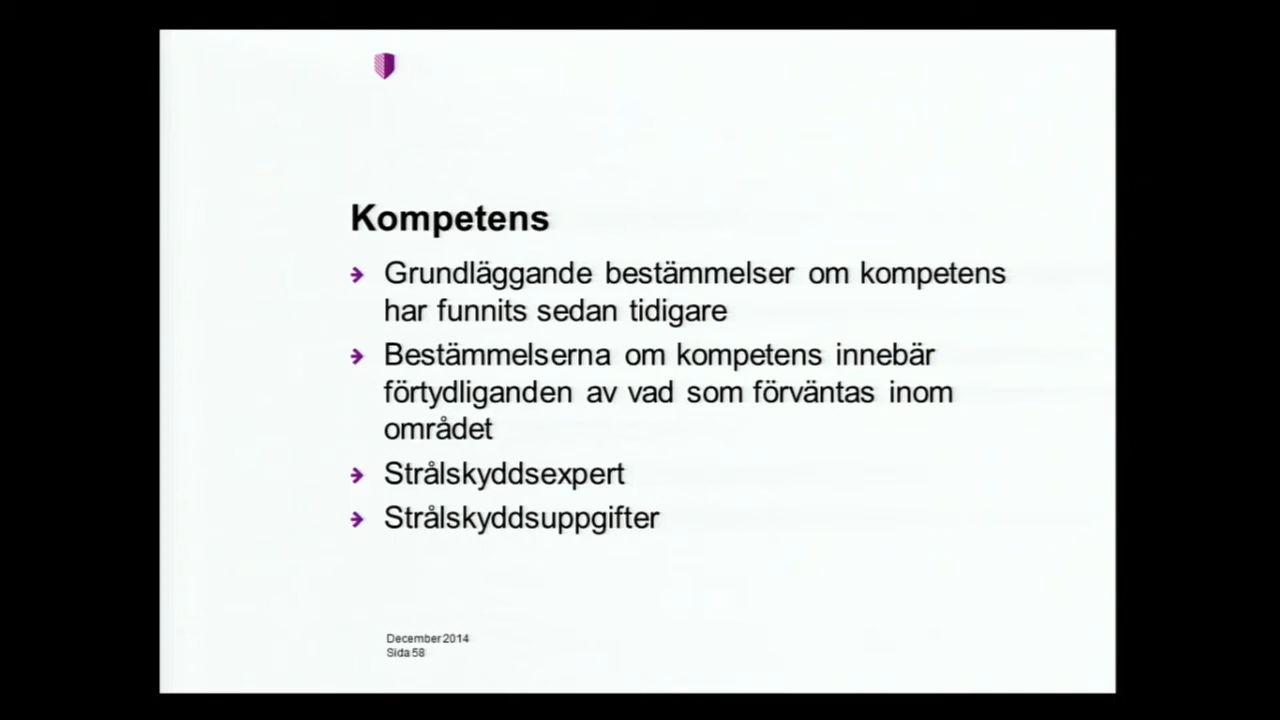 Kompetens
Grundläggande bestämmelser om kompetens
har funnits sedan tidigare
Bestämmelserna om kompetens innebär
förtydliganden av vad som förväntas inom
området
Strålskyddsexpert
Strålskyddsuppgifter
December 2014
Sida 58